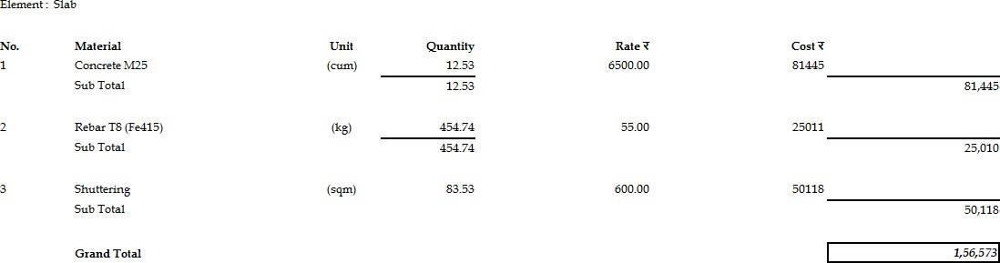 Element : Slab
No. Material Unit Quantity Rate ₹ Cost ₹
1 Concrete M25 (cum) 12.53 6500.00 81445
Sub Total 12.53 81,445
2 Rebar T8 (Fe415) (kg) 454.74 55.00 25011
Sub Total 454.74 25,010
3 Shuttering (sqm) 83.53 600.00 50118
Sub Total 50,118
Grand Total 1,56,573